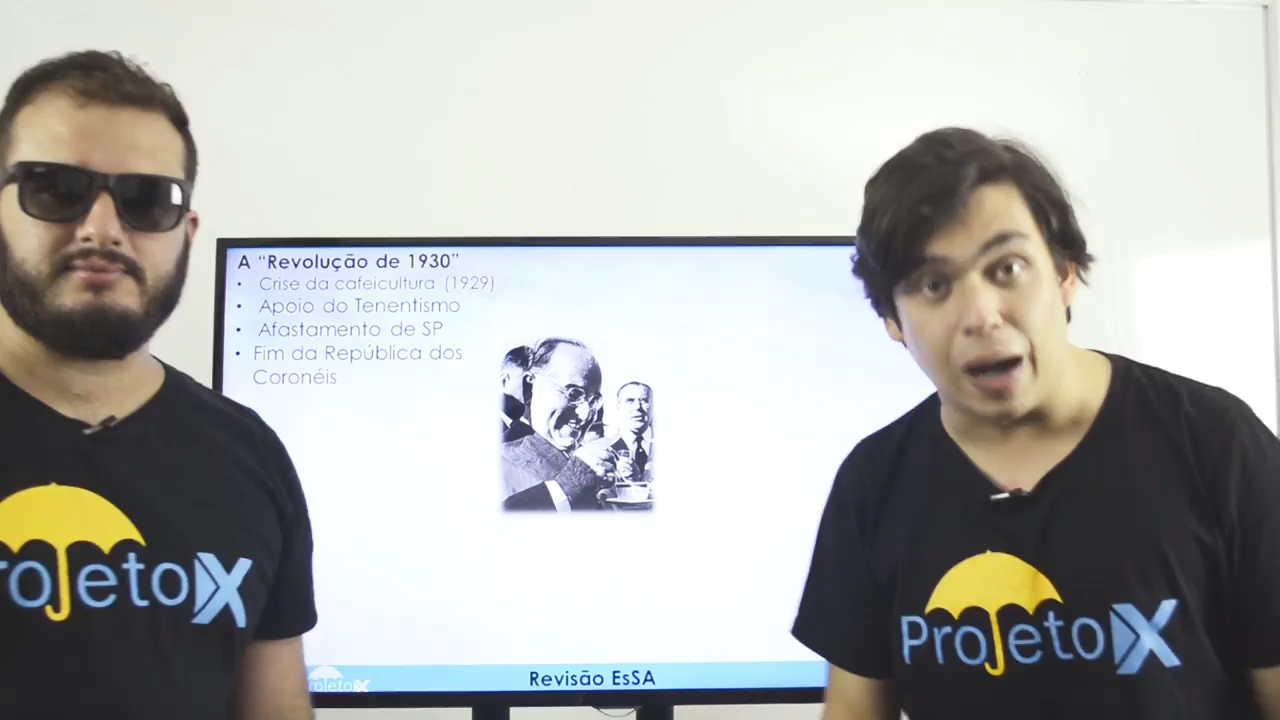 A "Revolução de 1930"
• Crise da cafeicultura (1929)
• Apoio do Tenentismo
• Afastamento de SP
• Fim da República dos
Coronéis
rojetoX
ProjetoX
rojetoX
Revisão EsSA